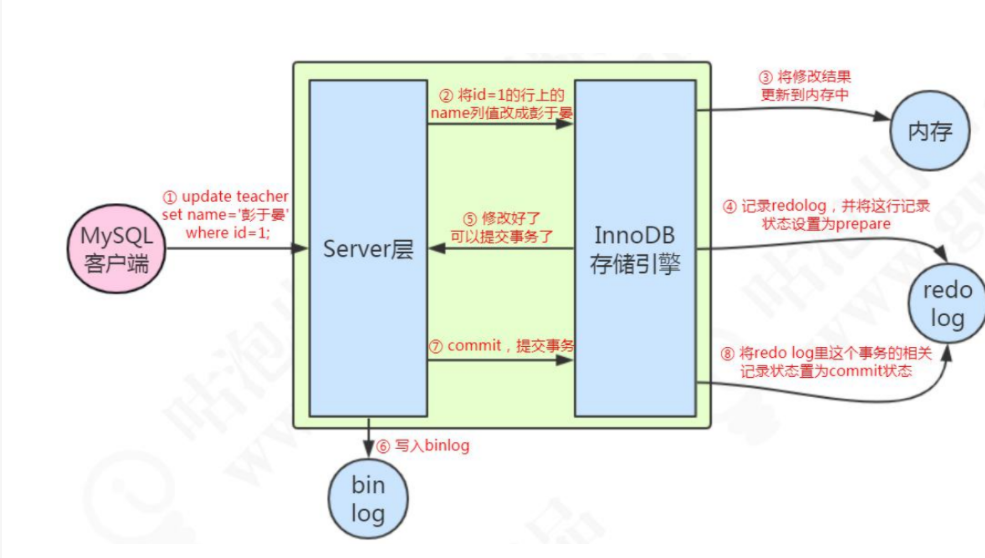 ② 将id=1的行上的
name列值改成彭于晏
③ 将修改结果
更新到内存中
内存
① update teacher
set name='彭于晏'
where id=1;
MySQL
客户端
Server层
⑤ 修改好了
可以提交事务了
InnoDB
存储引擎
④ 记录redolog，并将这行记录
状态设置为prepare
redo
log
⑦ commit，提交事务
⑧ 将redo log里这个事务的相关
记录状态置为commit状态
⑥ 写入binlog
bin
log